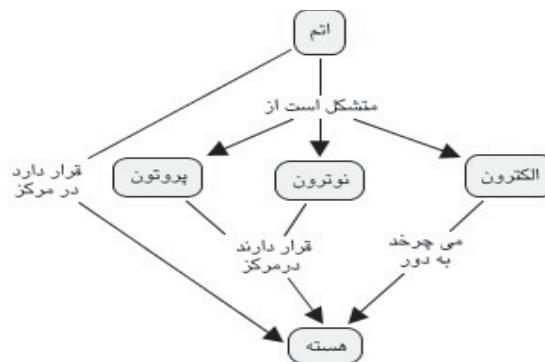 اتم
متشکل است از
الکترون
نوترون
پروتون
قرار دارد
در مرکز
می چرخد
به دور
قرار دارند
درمرکز
هسته